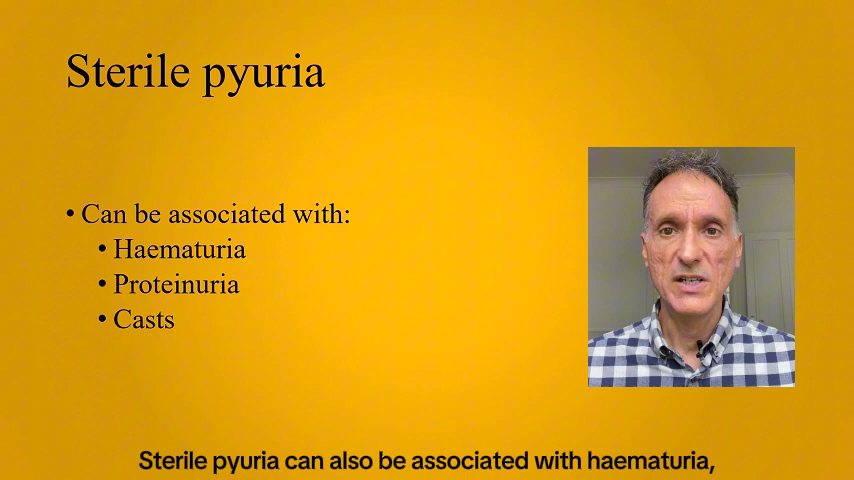 Sterile pyuria
• Can be associated with:
• Haematuria
• Proteinuria
• Casts
Sterile pyuria can also be associated with haematuria,